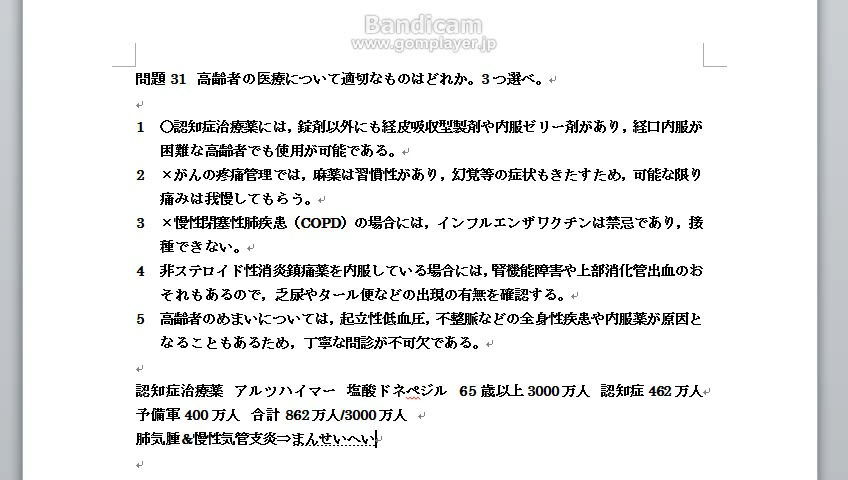 Bandicam
www.gomplayer.jp
問題 31 高齢者の医療について適切なものはどれか。3つ選べ。
1 〇認知症治療薬には，錠剤以外にも経皮吸収型製剤や内服ゼリー剤があり，経口内服が
困難な高齢者でも使用が可能である。
2 ×がんの疼痛管理では，麻薬は習慣性があり，幻覚等の症状もきたすため，可能な限り
痛みは我慢してもらう。
3 ×慢性閉塞性肺疾患（COPD）の場合には，インフルエンザワクチンは禁忌であり，接
種できない。
4 非ステロイド性消炎鎮痛薬を内服している場合には，腎機能障害や上部消化管出血のお
それもあるので，乏尿やタール便などの出現の有無を確認する。
5 高齢者のめまいについては，起立性低血圧，不整脈などの全身性疾患や内服薬が原因と
なることもあるため，丁寧な問診が不可欠である。
認知症治療薬 アルツハイマー 塩酸ドネペジル 65歳以上3000万人 認知症462万人
予備軍400万人 合計862万人/3000万人
肺気腫&慢性気管支炎⇒まんせいへい